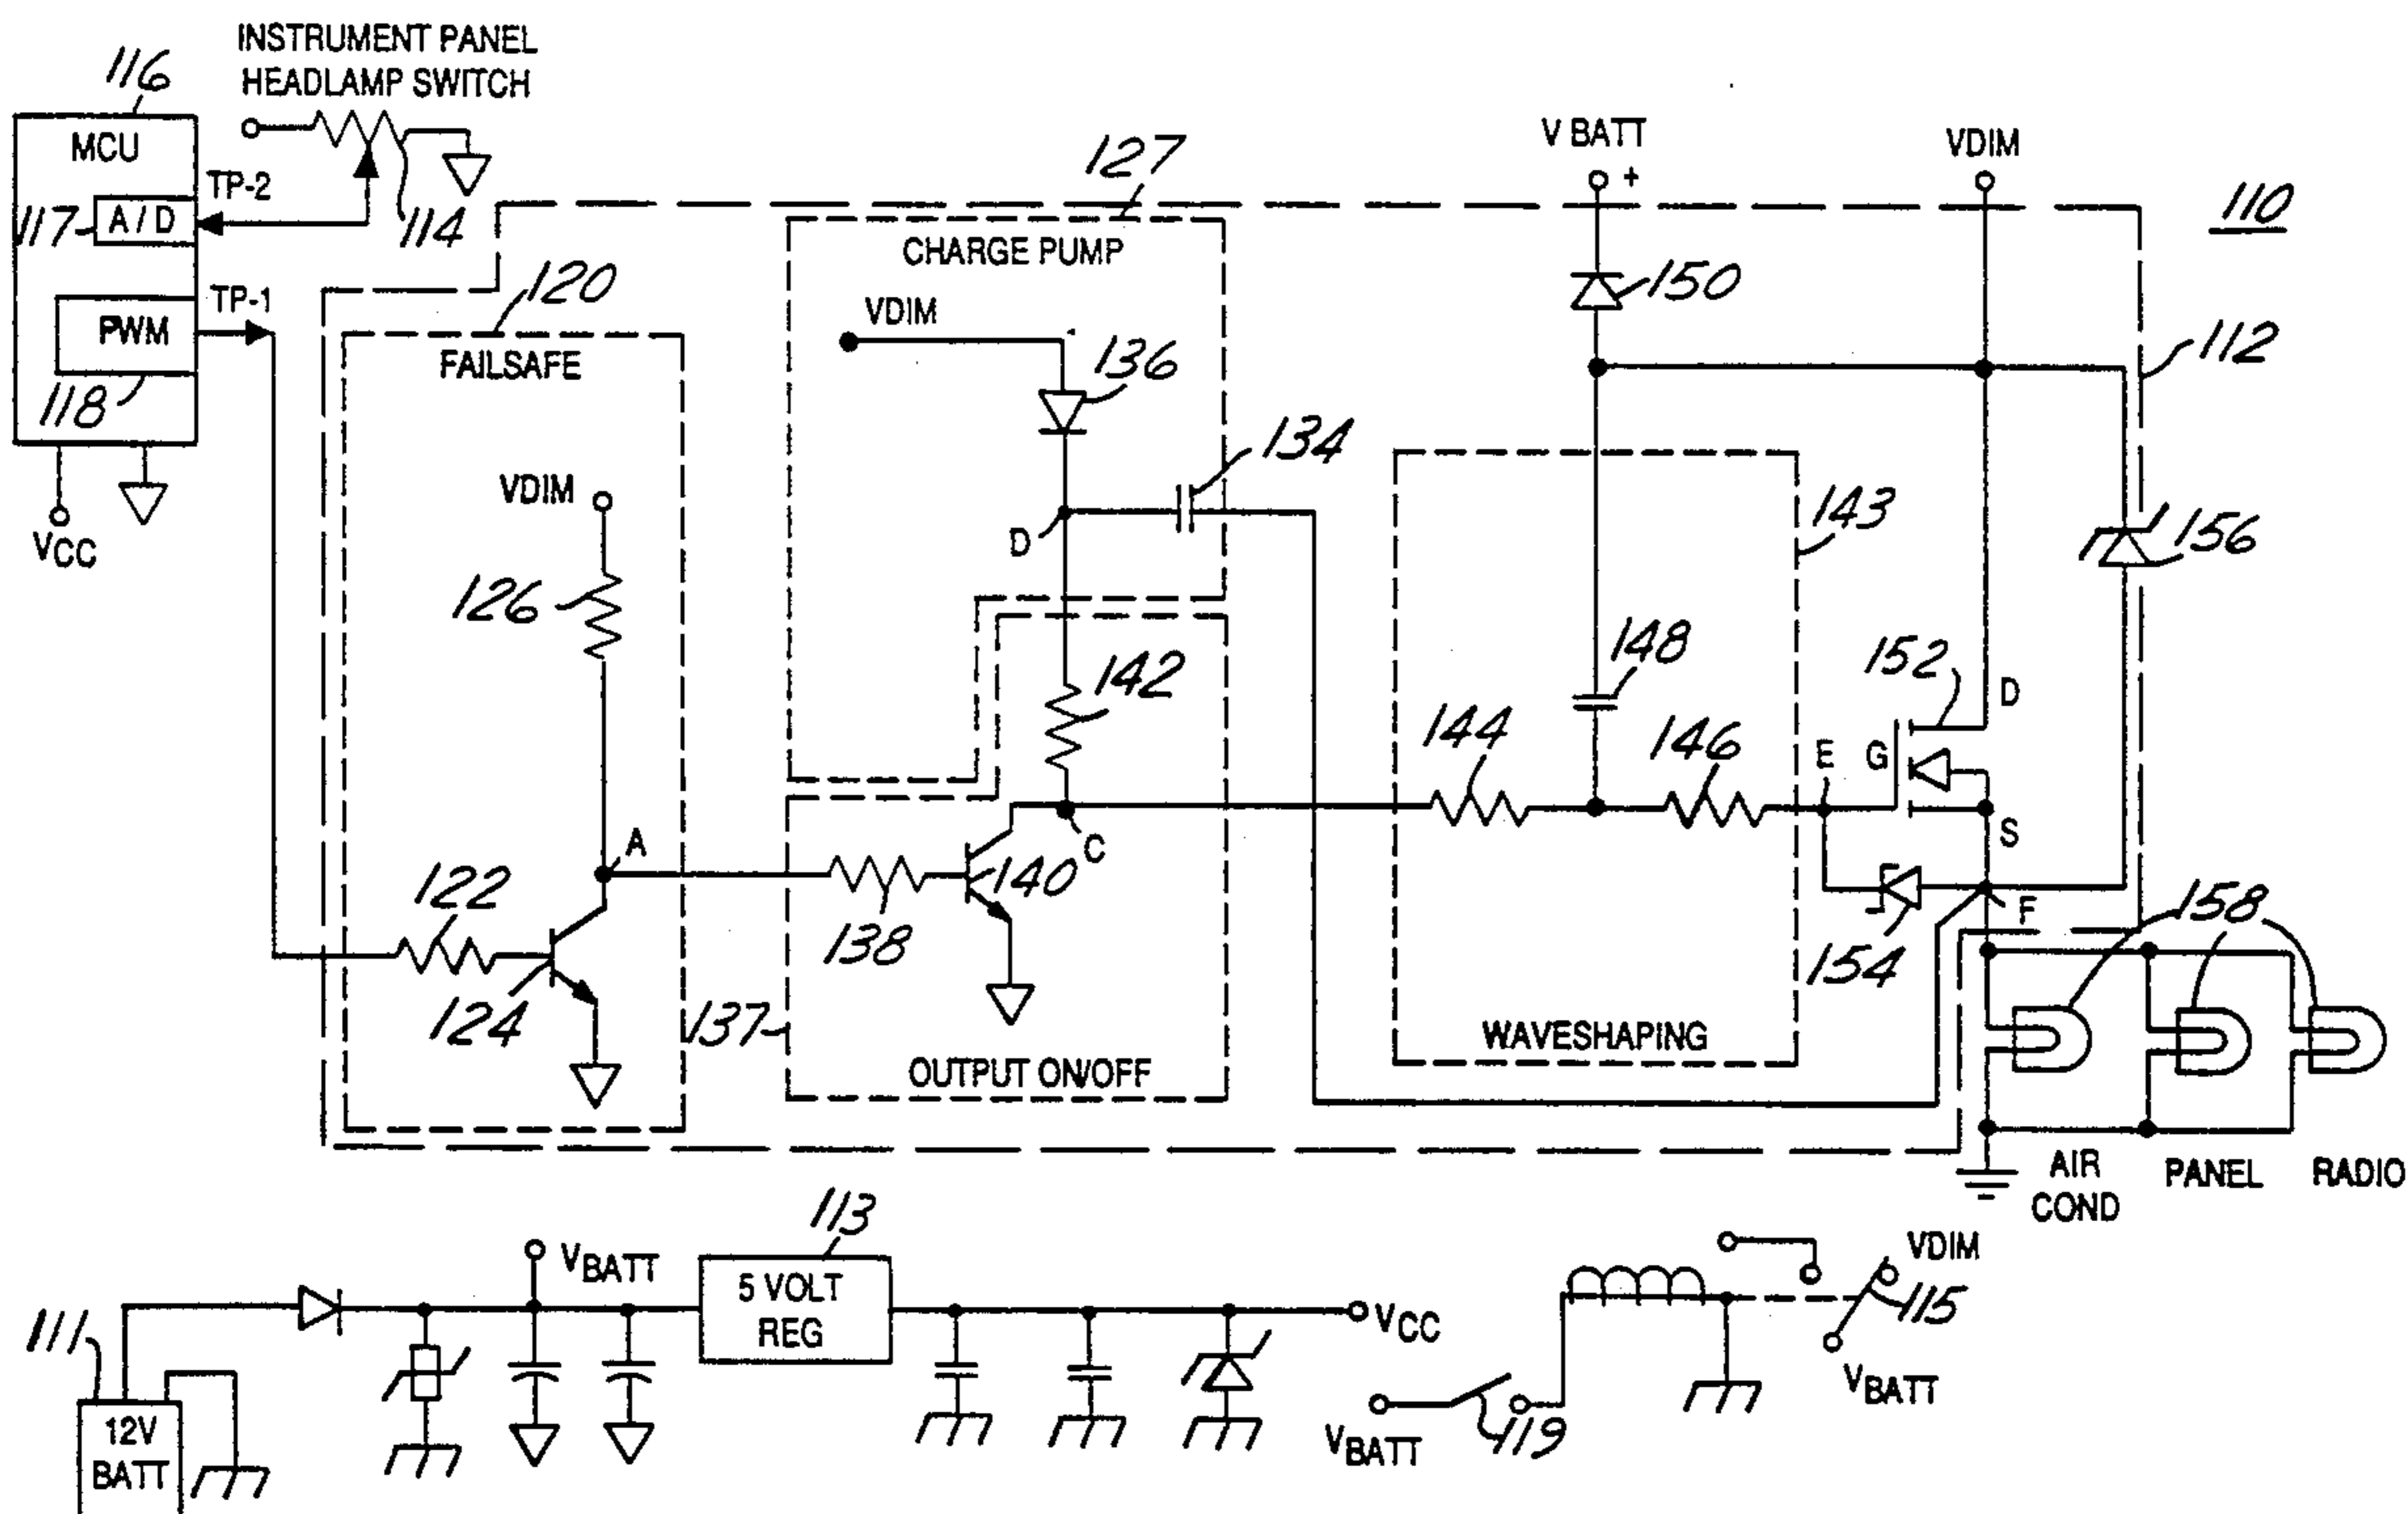 INSTRUMENT PANEL
HEADLAMP SWITCH
116
MCU
TP-2
117
A / D
114
TP-1
PWM
118
VCC
127
CHARGE PUMP
VDIM
136
134
D
V BATT
+
VDIM
110
150
112
120
FAILSAFE
VDIM
126
A
122
124
142
C
138
140
137
OUTPUT ON/OFF
143
148
144
146
WAVESHAPING
152
D
E
G
S
156
154
F
158
AIR
COND
PANEL
RADIO
113
111
12V
BATT
VBATT
5 VOLT
REG
VCC
VBATT
119
VDIM
115
VBATT